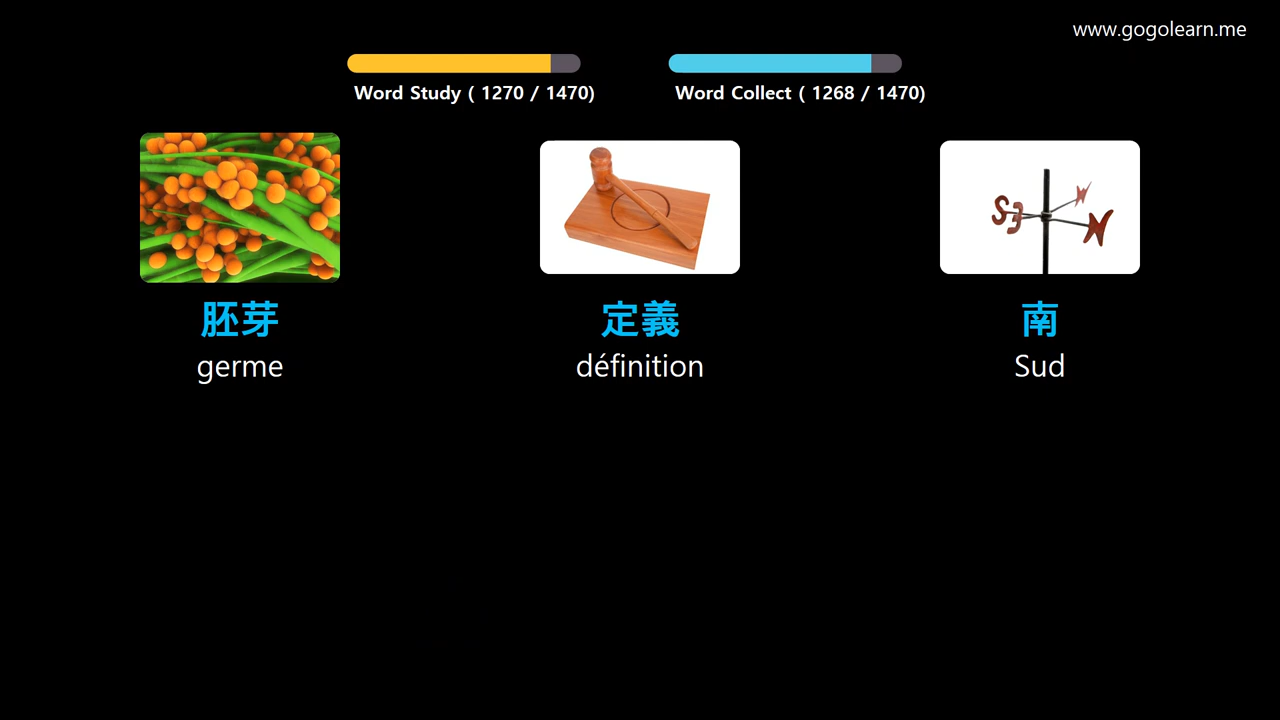 www.gogolearn.me
Word Study ( 1270 / 1470)
Word Collect ( 1268 / 1470)
胚芽
germe
定義
définition
S
N
南
Sud